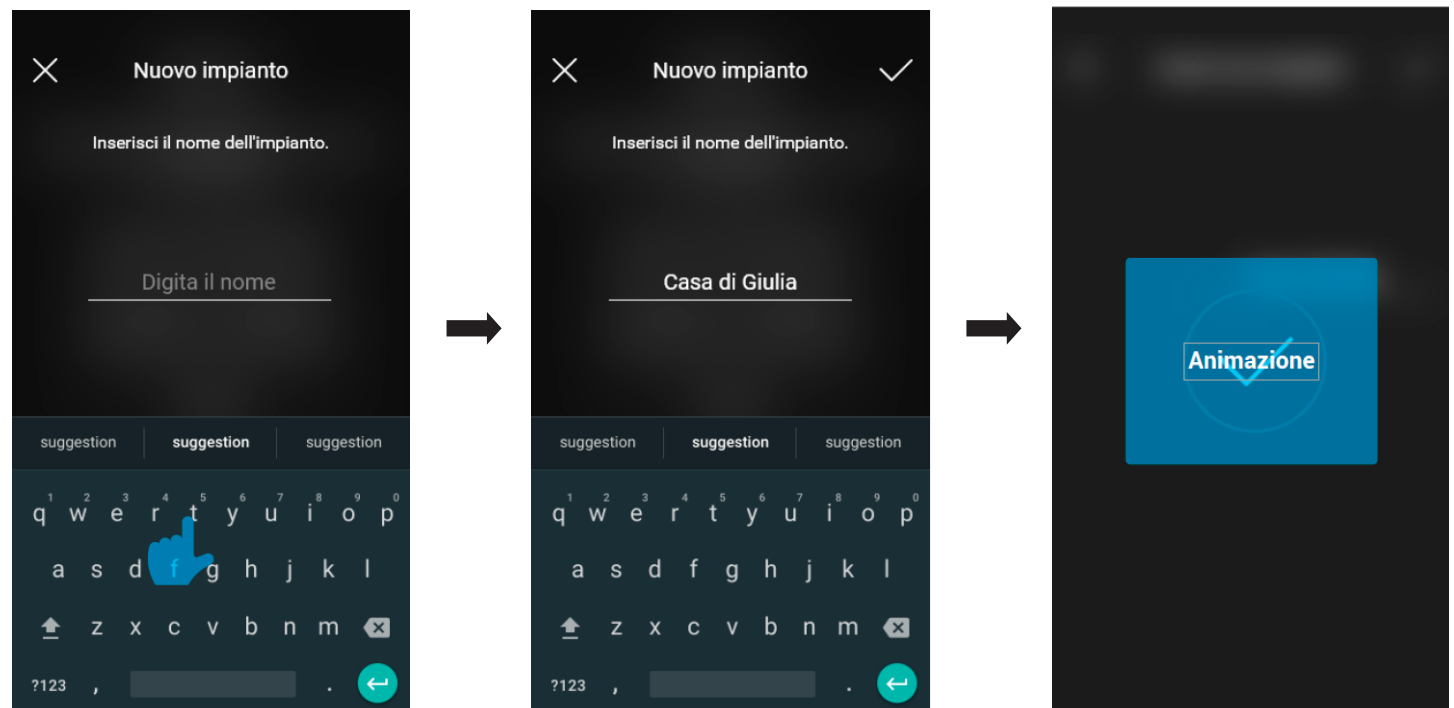 Nuovo impianto
Inserisci il nome dell'impianto.
Digita il nome
suggestion suggestion suggestion
1 2 3 4 5 6 7 8 9 0
q w e r t y u i o p
a s d f g h j k l
z x c v b n m
?123 , .
Nuovo impianto
Inserisci il nome dell'impianto.
Casa di Giulia
suggestion suggestion suggestion
1 2 3 4 5 6 7 8 9 0
q w e r t y u i o p
a s d f g h j k l
z x c v b n m
?123 , .
Animazione